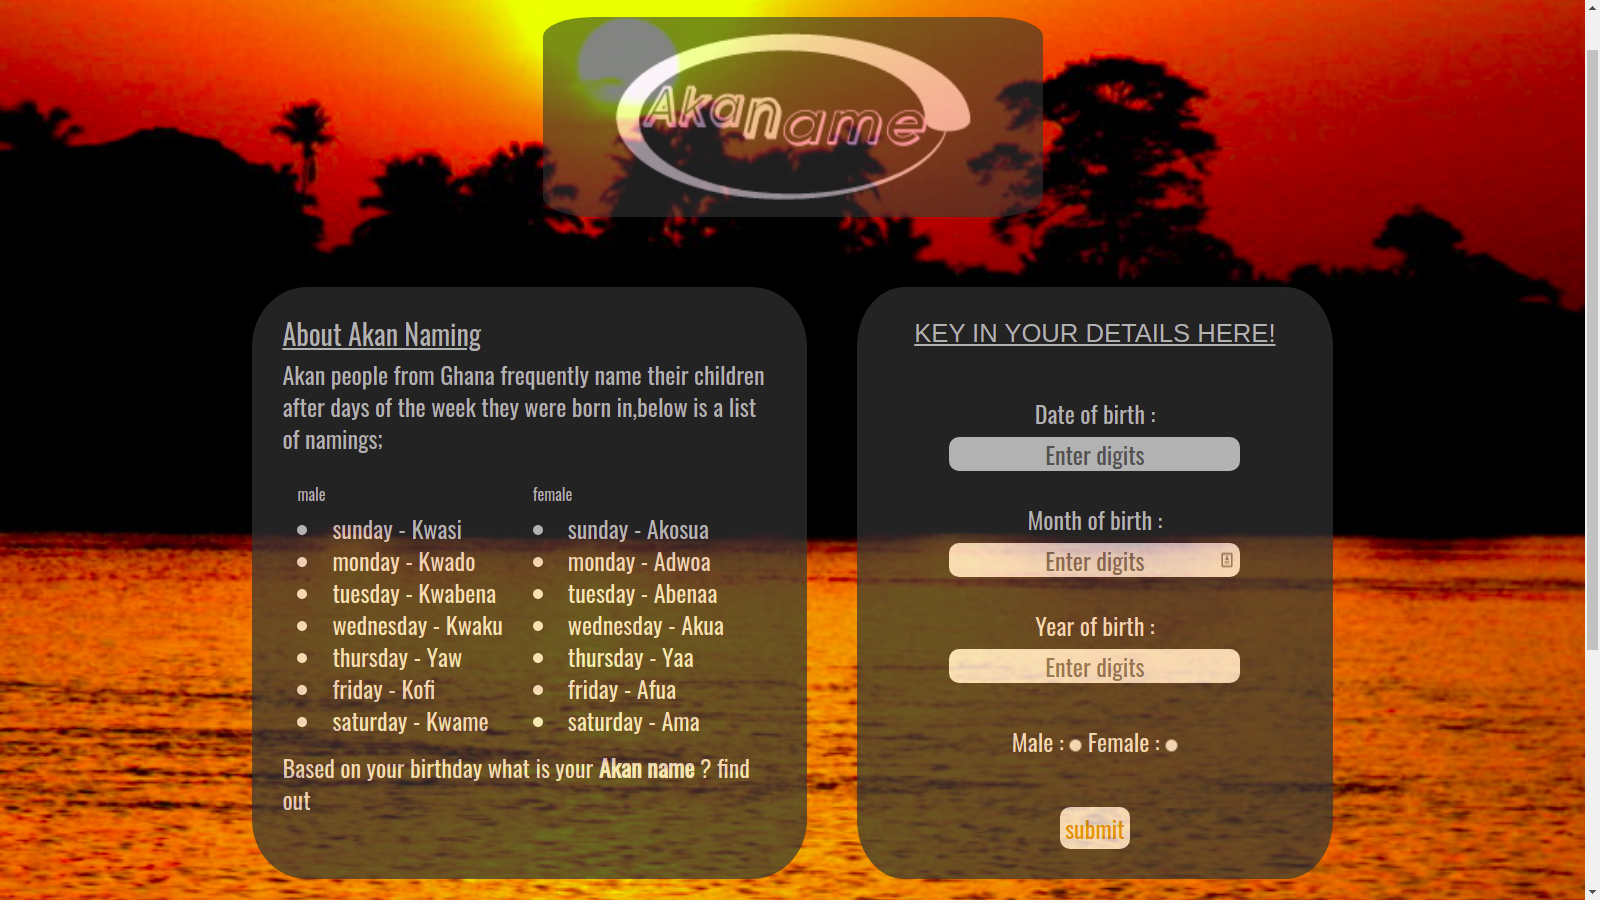 Akan name
About Akan Naming
Akan people from Ghana frequently name their children
after days of the week they were born in,below is a list
of namings;
male
sunday - Kwasi
monday - Kwado
tuesday - Kwabena
wednesday - Kwaku
thursday - Yaw
friday - Kofi
saturday - Kwame
female
sunday - Akosua
monday - Adwoa
tuesday - Abenaa
wednesday - Akua
thursday - Yaa
friday - Afua
saturday - Ama
Based on your birthday what is your Akan name ? find
out
KEY IN YOUR DETAILS HERE!
Date of birth :
Enter digits
Month of birth :
Enter digits
Year of birth :
Enter digits
Male : Female :
submit